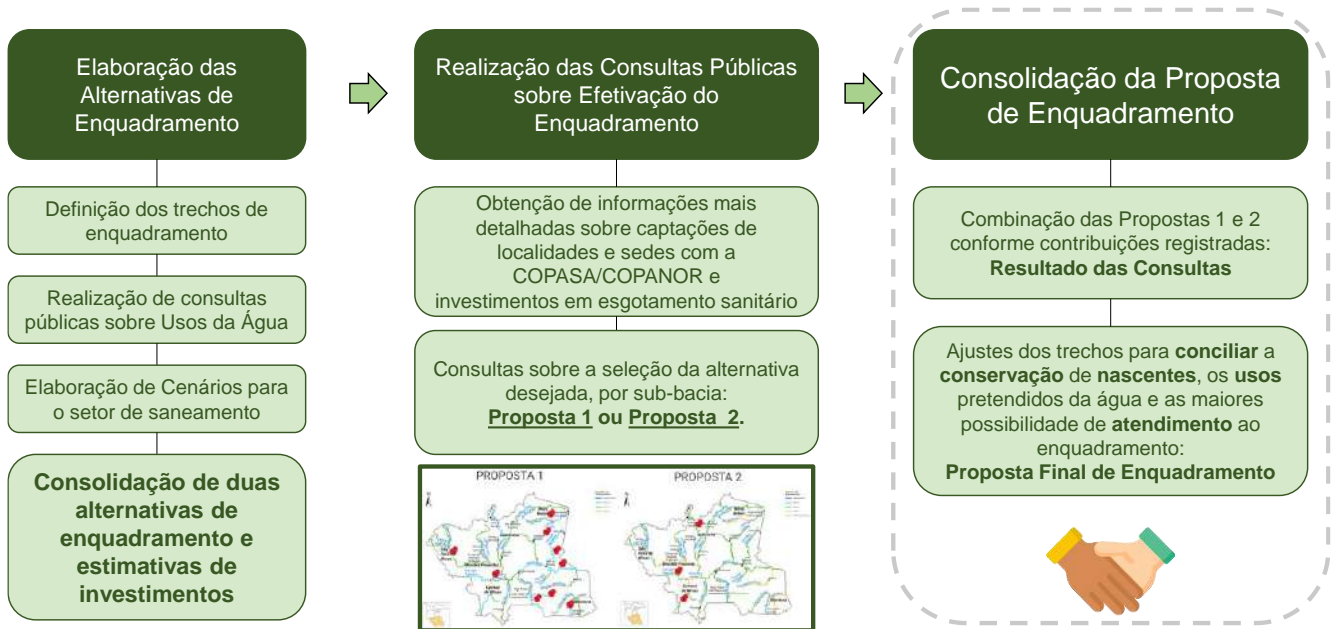 Elaboração das
Alternativas de
Enquadramento
Definição dos trechos de
enquadramento
Realização de consultas
públicas sobre Usos da Água
Elaboração de Cenários para
o setor de saneamento
Consolidação de duas
alternativas de
enquadramento e
estimativas de
investimentos
Realização das Consultas Públicas
sobre Efetivação do
Enquadramento
Obtenção de informações mais
detalhadas sobre captações de
localidades e sedes com a
COPASA/COPANOR e
investimentos em esgotamento sanitário
Consultas sobre a seleção da alternativa
desejada, por sub-bacia:
Proposta 1 ou Proposta 2.
PROPOSTA 1
PROPOSTA 2
Consolidação da Proposta
de Enquadramento
Combinação das Propostas 1 e 2
conforme contribuições registradas:
Resultado das Consultas
Ajustes dos trechos para conciliar a
conservação de nascentes, os usos
pretendidos da água e as maiores
possibilidade de atendimento ao
enquadramento:
Proposta Final de Enquadramento